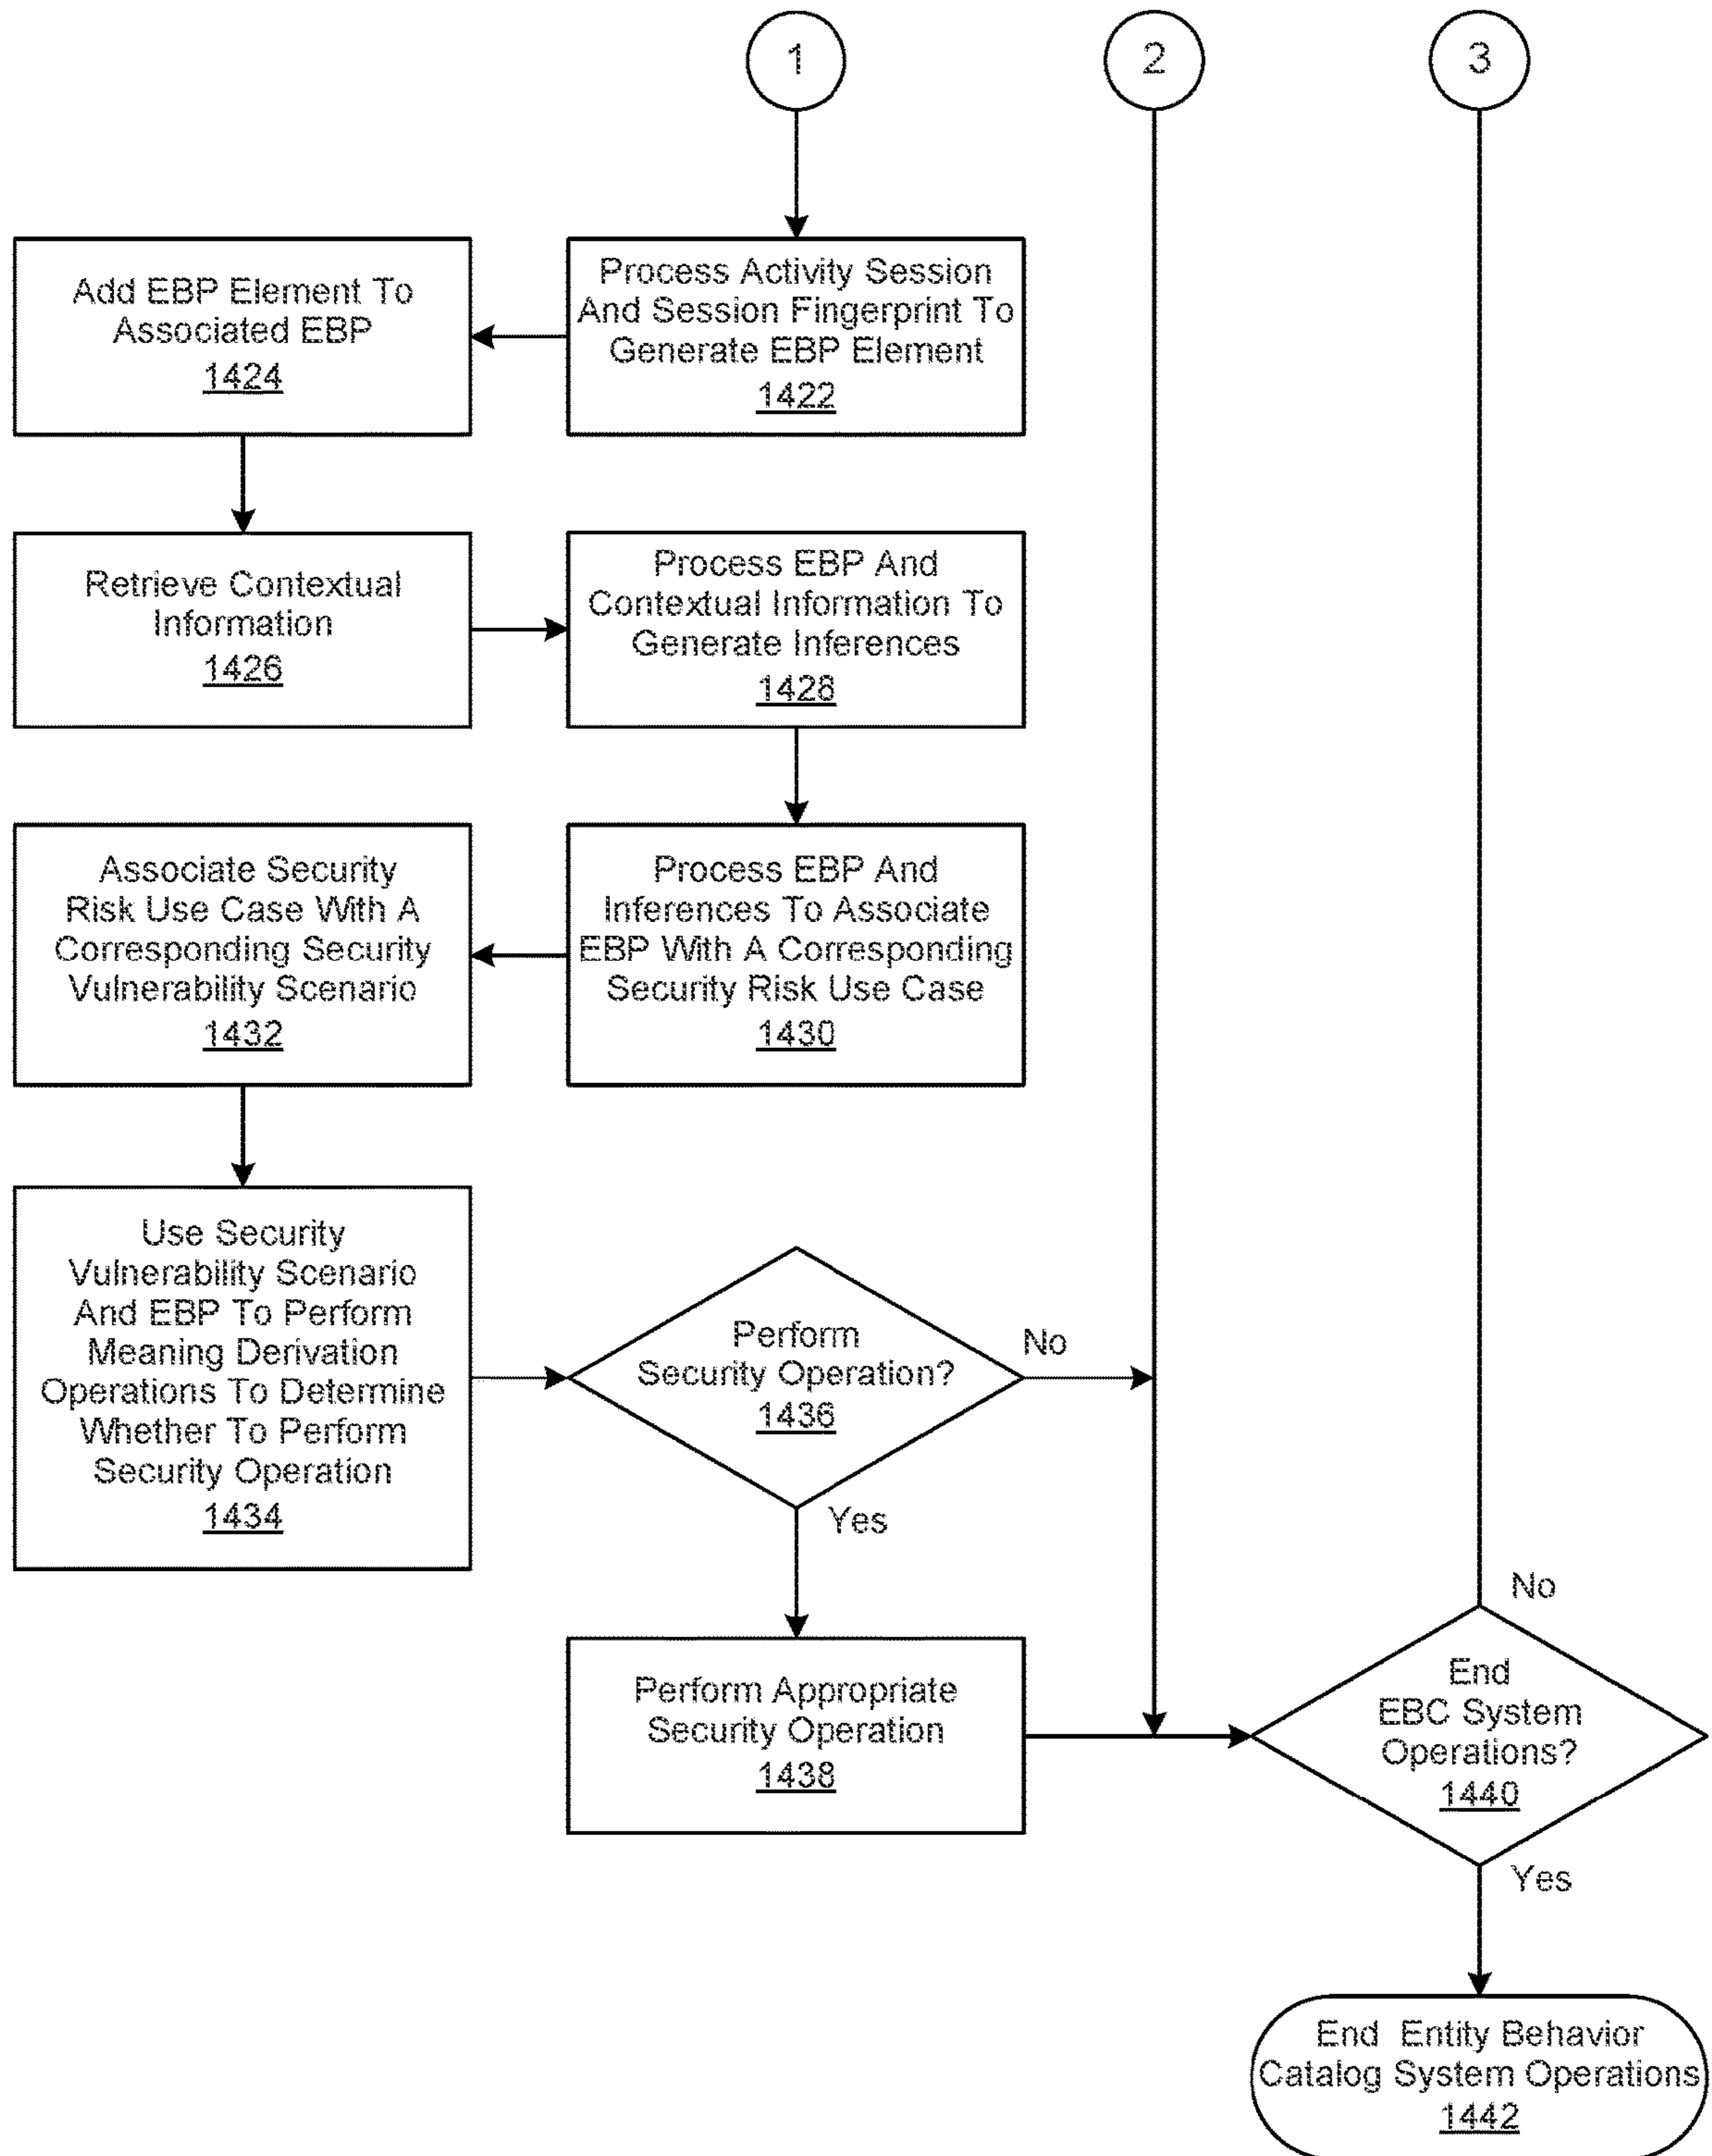 1
2
3
Process Activity Session
And Session Fingerprint To
Generate EBP Element
1422
Add EBP Element To
Associated EBP
1424
Retrieve Contextual
Information
1426
Process EBP And
Contextual Information To
Generate Inferences
1428
Process EBP And
Inferences To Associate
EBP With A Corresponding
Security Risk Use Case
1430
Associate Security
Risk Use Case With A
Corresponding Security
Vulnerability Scenario
1432
Use Security
Vulnerability Scenario
And EBP To Perform
Meaning Derivation
Operations To Determine
Whether To Perform
Security Operation
1434
Perform
Security Operation?
1436
No
Yes
Perform Appropriate
Security Operation
1438
No
End
EBC System
Operations?
1440
Yes
End Entity Behavior
Catalog System Operations
1442